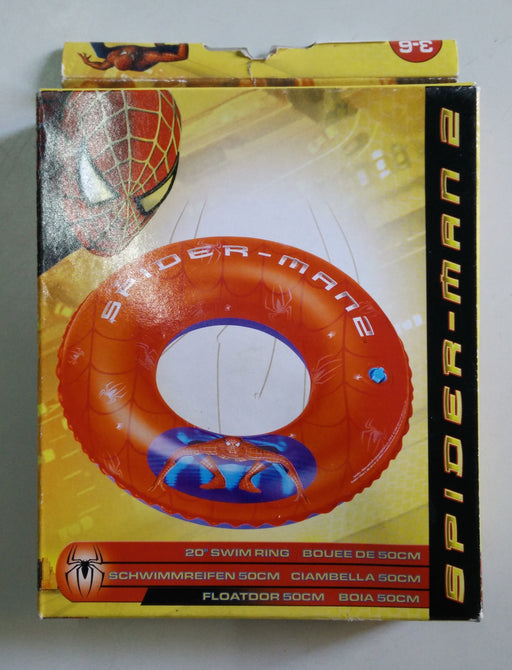 3-6
SPIDER-MAN 2
SPIDER-MAN 2
20" SWIM RING BOUEE DE 50CM
SCHWIMMREIFEN 50CM CIAMBELLA 50CM
FLOATDOR 50CM BOIA 50CM